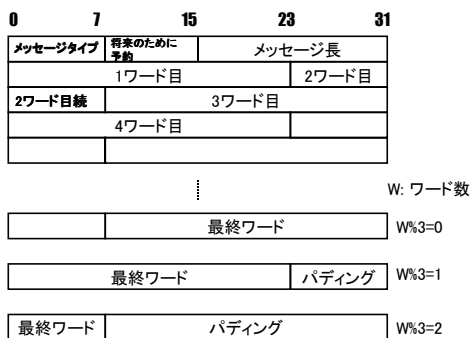 0 7 15 23 31
メッセージタイプ 将来のために予約 メッセージ長
1ワード目 2ワード目
2ワード目続 3ワード目
4ワード目
W: ワード数
最終ワード W%3=0
最終ワード パディング W%3=1
最終ワード パディング W%3=2